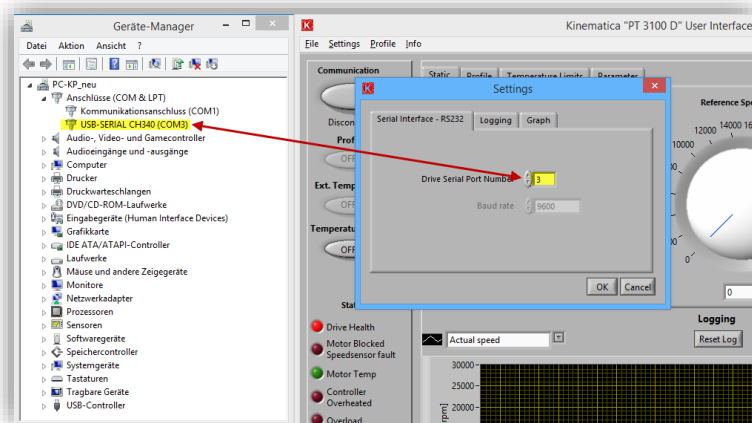 Geräte-Manager
Datei Aktion Ansicht ?
PC-KP_neu
Anschlüsse (COM & LPT)
Kommunikationsanschluss (COM1)
USB-SERIAL CH340 (COM3)
Audio-, Video- und Gamecontroller
Audioeingänge und -ausgänge
Computer
Drucker
Druckwarteschlangen
DVD/CD-ROM-Laufwerke
Eingabegeräte (Human Interface Devices)
Grafikkarte
IDE ATA/ATAPI-Controller
Laufwerke
Mäuse und andere Zeigegeräte
Monitore
Netzwerkadapter
Prozessoren
Sensoren
Softwaregeräte
Speichercontroller
Systemgeräte
Tastaturen
Tragbare Geräte
USB-Controller
Kinematica "PT 3100 D" User Interface
File Settings Profile Info
Communication
Static Profile Temperature Limits Parameter
Discon
Prof
OFF
Ext. Temp
OFF
Temperatu
OFF
Settings
Serial Interface - RS232 Logging Graph
Drive Serial Port Number 3
Baud rate 9600
OK Cancel
Reference Spe
10000 12000 14000 16
0
0
Stat
Drive Health
Motor Blocked
Speedsensor fault
Motor Temp
Controller
Overheated
Overload
Logging
Actual speed
Reset Log
30000
25000
20000
rpm]